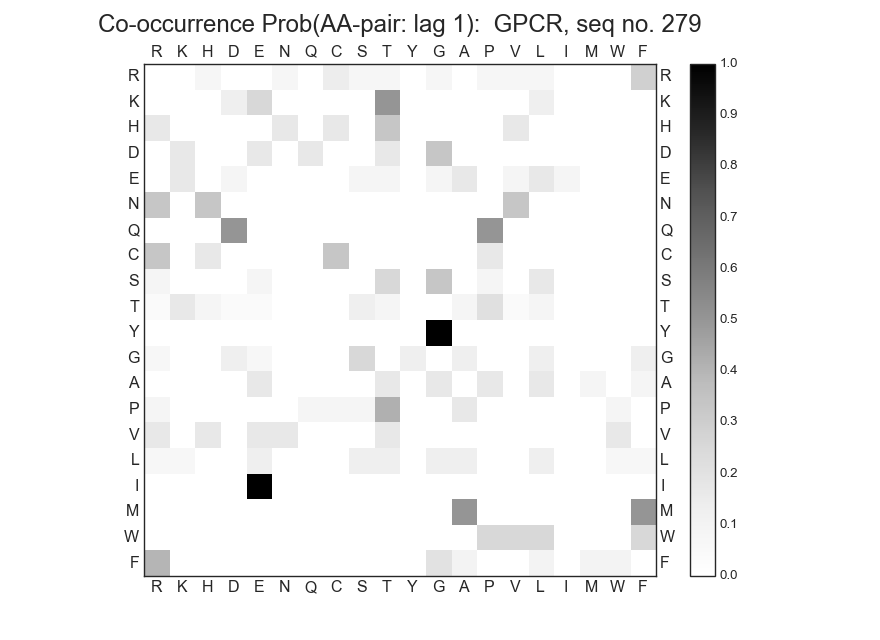 Co-occurrence Prob(AA-pair: lag 1):  GPCR, seq no. 279
R K H D E N Q C S T Y G A P V L I M W F
R R 1.0
K K 0.9
H H
D D 0.8
E E
N N 0.7
Q Q 0.6
C C
S S 0.5
T T
Y Y
G G 0.4
A A
P P 0.3
V V
L L 0.2
I I
M M 0.1
W W
F F 0.0
R K H D E N Q C S T Y G A P V L I M W F